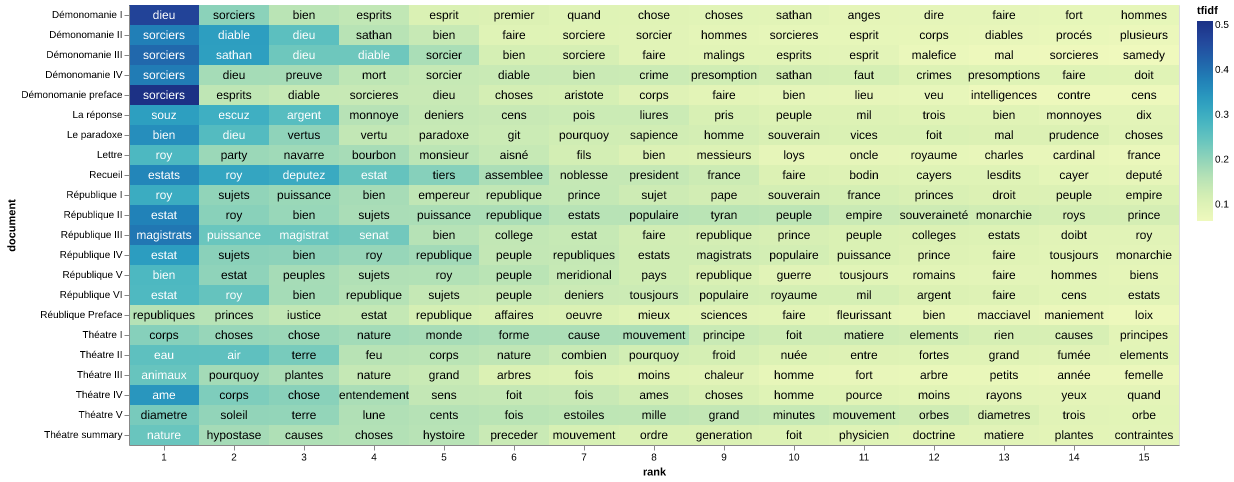 tfidf
Démonomanie I dieu sorciers bien esprits esprit premier quand chose choses sathan anges dire faire fort hommes
0.5
Démonomanie II sorciers diable dieu sathan bien faire sorciere sorcier hommes sorcieres esprit corps diables procés plusieurs
Démonomanie III sorciers sathan dieu diable sorcier bien sorciere faire malings esprits esprit malefice mal sorcieres samedy
0.4
Démonomanie IV sorciers dieu preuve mort sorcier diable bien crime presomption sathan faut crimes presomptions faire doit
Démonomanie preface sorciers esprits diable sorcieres dieu choses aristote corps faire bien lieu veu intelligences contre cens
La réponse souz escuz argent monnoye deniers cens pois liures pris peuple mil trois bien monnoyes dix
0.3
Le paradoxe bien dieu vertus vertu paradoxe git pourquoy sapience homme souverain vices foit mal prudence choses
Lettre roy party navarre bourbon monsieur aisné fils bien messieurs loys oncle royaume charles cardinal france
0.2
Recueil estats roy deputez estat tiers assemblee noblesse president france faire bodin cayers lesdits cayer deputé
République I roy sujets puissance bien empereur republique prince sujet pape souverain france princes droit peuple empire
0.1
République II estat roy bien sujets puissance republique estats populaire tyran peuple empire souveraineté monarchie roys prince
République III magistrats puissance magistrat senat bien college estat faire republique prince peuple colleges estats doibt roy
République IV estat sujets bien roy republique peuple republiques estats magistrats populaire puissance prince faire tousjours monarchie
République V bien estat peuples sujets roy peuple meridional pays republique guerre tousjours romains faire hommes biens
République VI estat roy bien republique sujets peuple deniers tousjours populaire royaume mil argent faire cens estats
Réublique Preface republiques princes iustice estat republique affaires oeuvre mieux sciences faire fleurissant bien macciavel maniement loix
Théatre I corps choses chose nature monde forme cause mouvement principe foit matiere elements rien causes principes
Théatre II eau air terre feu corps nature combien pourquoy froid nuée entre fortes grand fumée elements
Théatre III animaux pourquoy plantes nature grand arbres fois moins chaleur homme fort arbre petits année femelle
Théatre IV ame corps chose entendement sens foit fois ames choses homme pource moins rayons yeux quand
Théatre V diametre soleil terre lune cents fois estoiles mille grand minutes mouvement orbes diametres trois orbe
Théatre summary nature hypostase causes choses hystoire preceder mouvement ordre generation foit physicien doctrine matiere plantes contraintes
1 2 3 4 5 6 7 8 9 10 11 12 13 14 15
rank
document